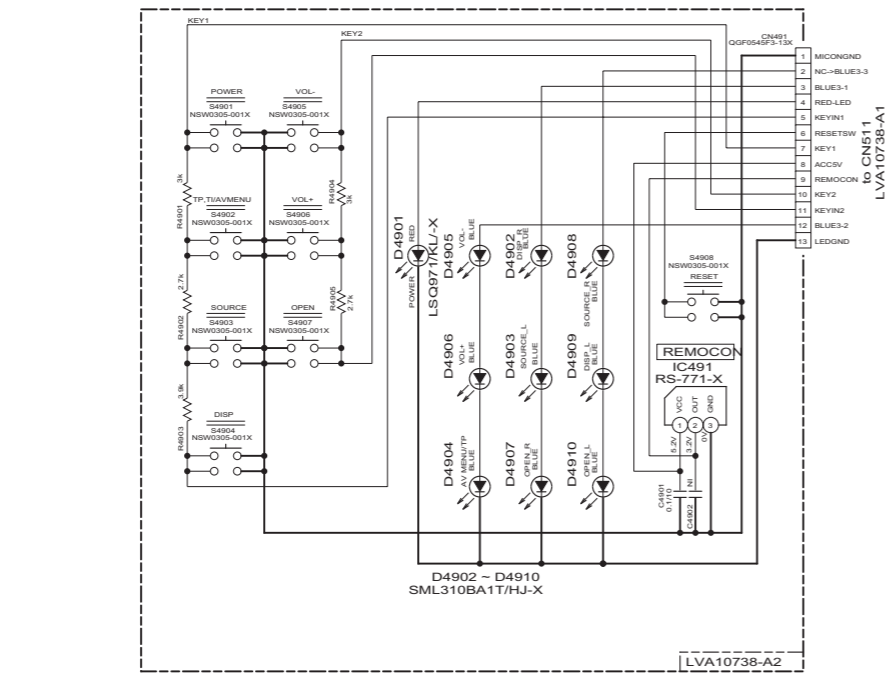 KEY1
KEY2
CN491
QGF0545F3-13X
1 MICONGND
2 NC->BLUE3-3
3 BLUE3-1
4 RED-LED
5 KEYIN1
6 RESETSW
7 KEY1
8 ACC5V
9 REMOCON
10 KEY2
11 KEYIN2
12 BLUE3-2
13 LEDGND
to CN511
LVA10738-A1
POWER
S4901
NSW0305-001X
VOL-
S4905
NSW0305-001X
3k
R4901
R4904
3k
TP,TI/AVMENU
S4902
NSW0305-001X
VOL+
S4906
NSW0305-001X
2.7k
R4902
R4905
2.7k
SOURCE
S4903
NSW0305-001X
OPEN
S4907
NSW0305-001X
3.9k
R4903
DISP
S4904
NSW0305-001X
D4901
RED
POWER
LSQ971/KL/-X
D4905
VOL-
BLUE
D4902
DISP_R
BLUE
D4908
SOURCE_R
BLUE
D4906
VOL+
BLUE
D4903
SOURCE_L
BLUE
D4909
DISP_L
BLUE
D4904
AV MENU/TP
BLUE
D4907
OPEN_R
BLUE
D4910
OPEN_L
BLUE
S4908
NSW0305-001X
RESET
REMOCON
IC491
RS-771-X
VCC
OUT
GND
1 2 3
5.2V
3.2V
0V
C4901
0.1/10
NI
C4902
D4902 ~ D4910
SML310BA1T/HJ-X
LVA10738-A2